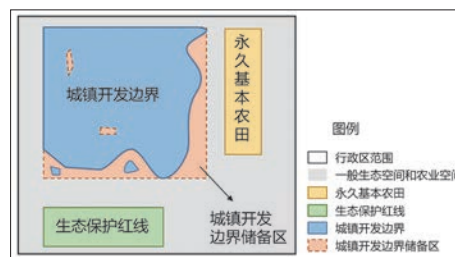 城镇开发边界
永久基本农田
生态保护红线
城镇开发
边界储备区
图例
行政区范围
一般生态空间和农业空间
永久基本农田
生态保护红线
城镇开发边界
城镇开发边界储备区